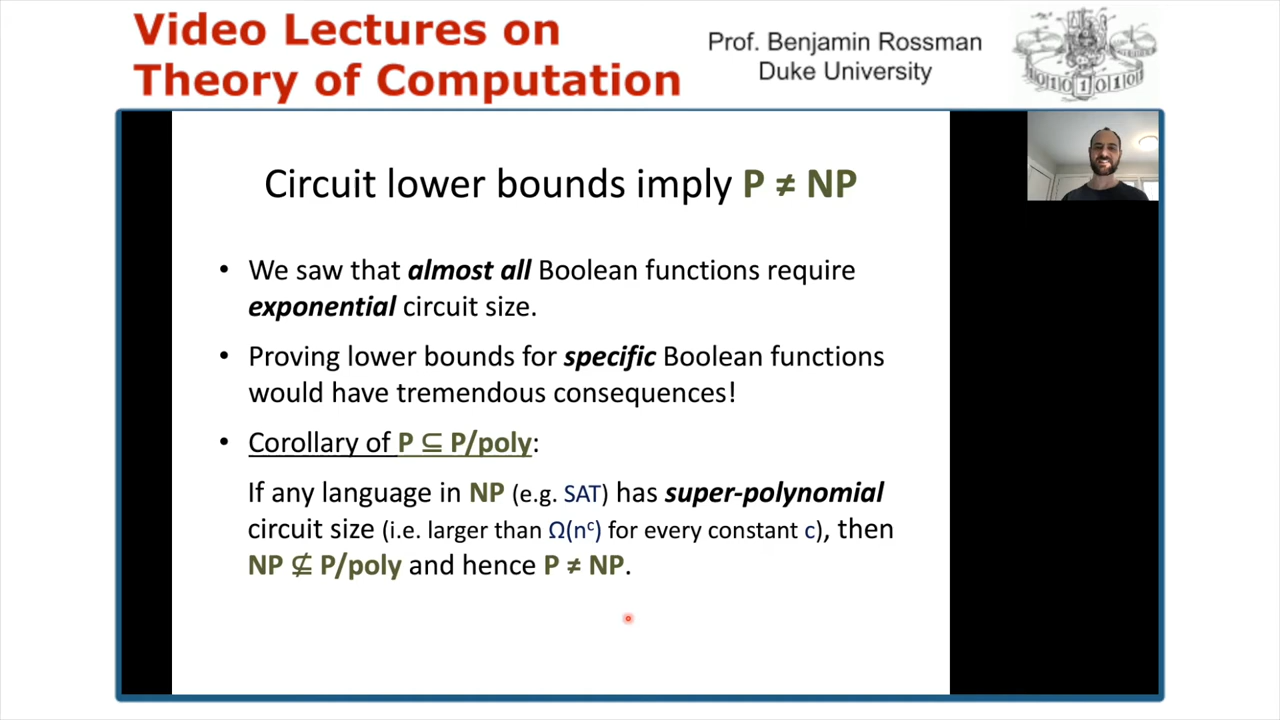 Video Lectures on
Theory of Computation
Prof. Benjamin Rossman
Duke University
Circuit lower bounds imply P ≠ NP
• We saw that almost all Boolean functions require
exponential circuit size.
• Proving lower bounds for specific Boolean functions
would have tremendous consequences!
• Corollary of P ⊆ P/poly:
If any language in NP (e.g. SAT) has super-polynomial
circuit size (i.e. larger than Ω(nᶜ) for every constant c), then
NP ⊈ P/poly and hence P ≠ NP.